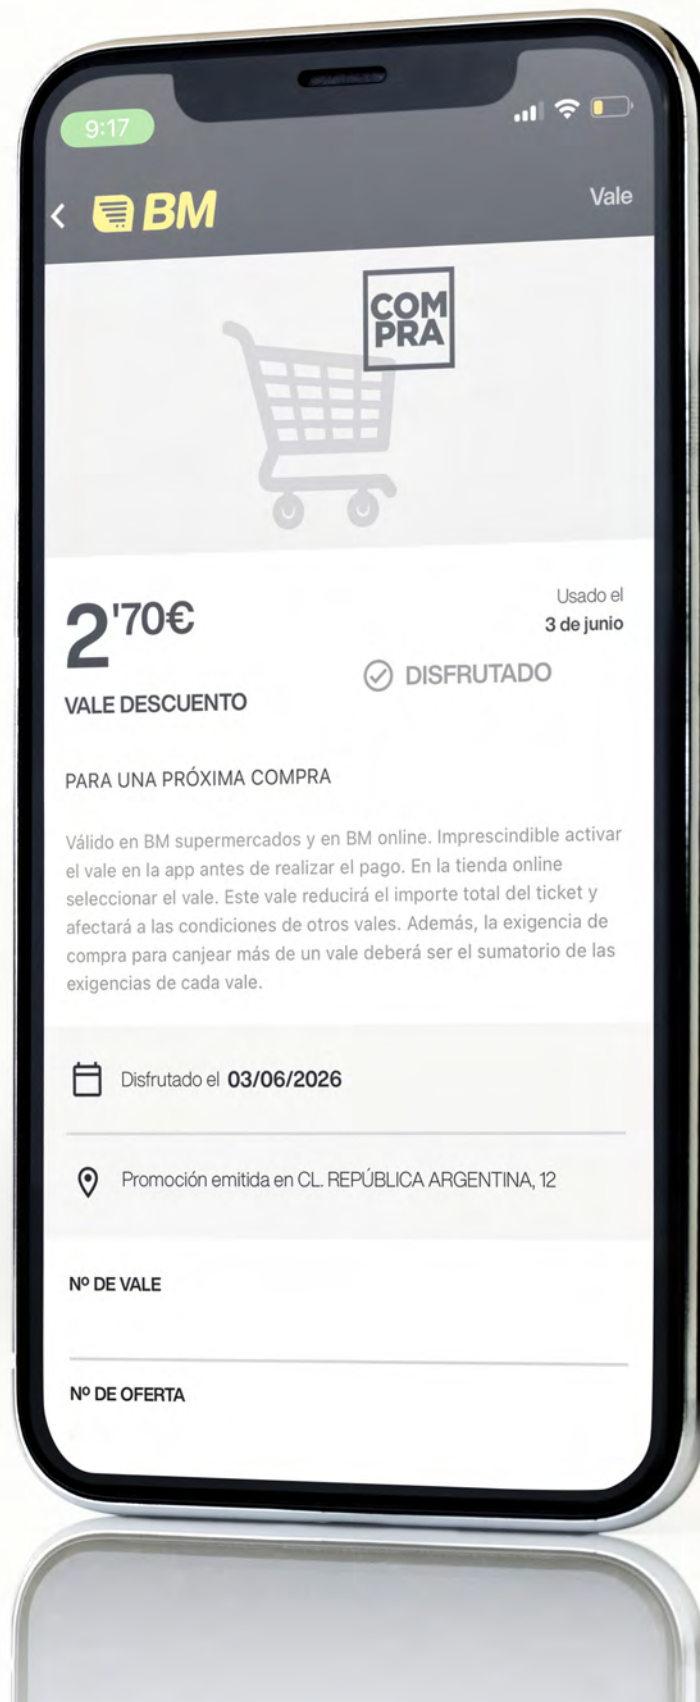 9:17
BM
Vale
COM
PRA
2'70€
Usado el
3 de junio
DISFRUTADO
VALE DESCUENTO
PARA UNA PRÓXIMA COMPRA
Válido en BM supermercados y en BM online. Imprescindible activar
el vale en la app antes de realizar el pago. En la tienda online
seleccionar el vale. Este vale reducirá el importe total del ticket y
afectará a las condiciones de otros vales. Además, la exigencia de
compra para canjear más de un vale deberá ser el sumatorio de las
exigencias de cada vale.
Disfrutado el 03/06/2026
Promoción emitida en CL. REPÚBLICA ARGENTINA, 12
Nº DE VALE
Nº DE OFERTA